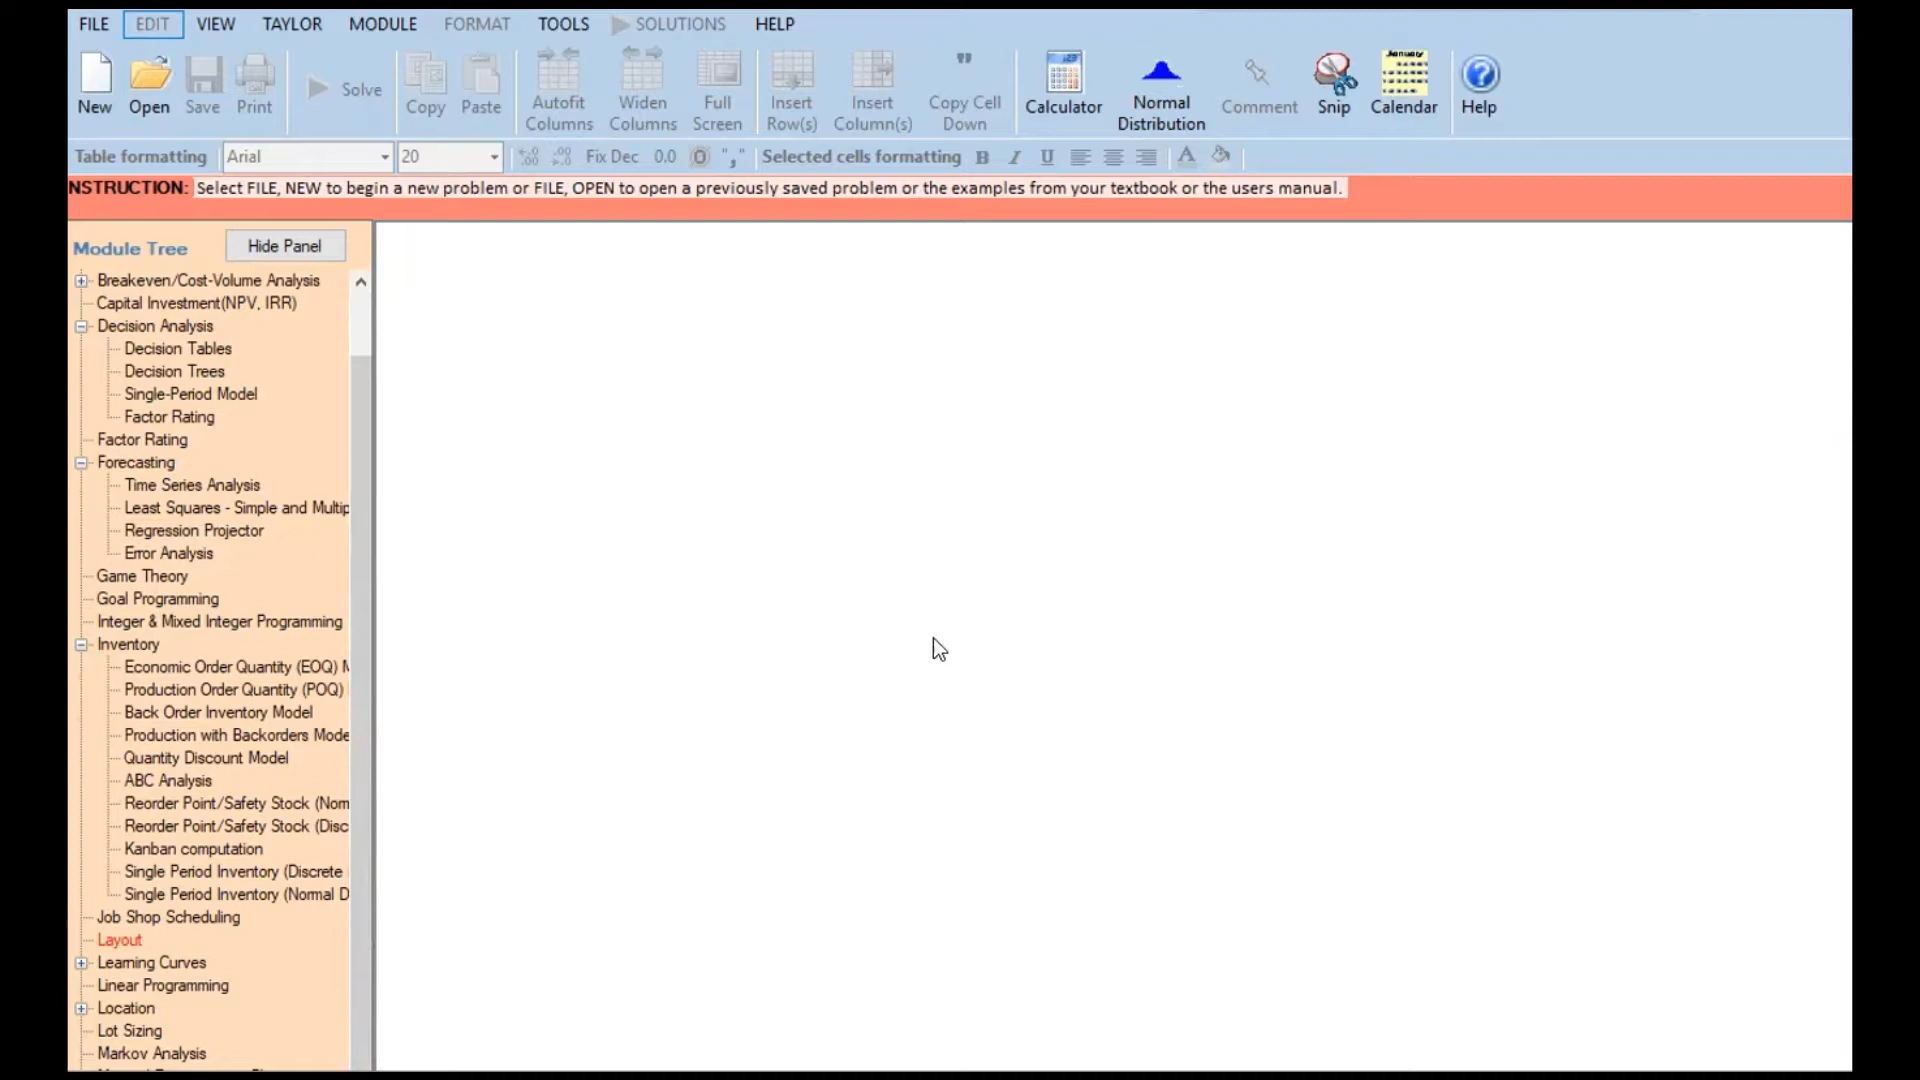 FILE EDIT VIEW TAYLOR MODULE FORMAT TOOLS SOLUTIONS HELP
New Open Save Print Solve Copy Paste Autofit Columns Widen Columns Full Screen Insert Row(s) Insert Column(s) Copy Cell Down Calculator Normal Distribution Comment Snip Calendar Help
Table formatting Arial 20 Fix Dec 0.0 Selected cells formatting B I U A
NSTRUCTION: Select FILE, NEW to begin a new problem or FILE, OPEN to open a previously saved problem or the examples from your textbook or the users manual.
Module Tree Hide Panel
Breakeven/Cost-Volume Analysis
Capital Investment(NPV, IRR)
Decision Analysis
Decision Tables
Decision Trees
Single-Period Model
Factor Rating
Factor Rating
Forecasting
Time Series Analysis
Least Squares - Simple and Multip
Regression Projector
Error Analysis
Game Theory
Goal Programming
Integer & Mixed Integer Programming
Inventory
Economic Order Quantity (EOQ) M
Production Order Quantity (POQ)
Back Order Inventory Model
Production with Backorders Mode
Quantity Discount Model
ABC Analysis
Reorder Point/Safety Stock (Norm
Reorder Point/Safety Stock (Disc
Kanban computation
Single Period Inventory (Discrete
Single Period Inventory (Normal D
Job Shop Scheduling
Layout
Learning Curves
Linear Programming
Location
Lot Sizing
Markov Analysis